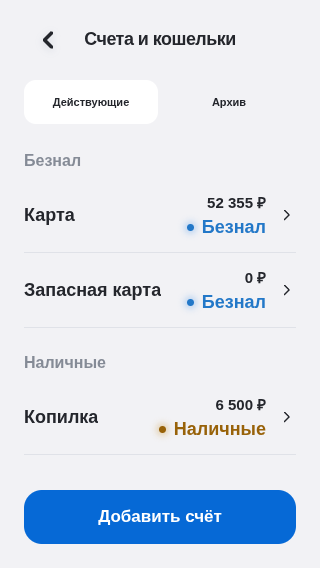 Счета и кошельки
Действующие
Архив
Безнал
52 355 ₽
Карта
Безнал
0 ₽
Запасная карта
Безнал
Наличные
6 500 ₽
Копилка
Наличные
Добавить счёт